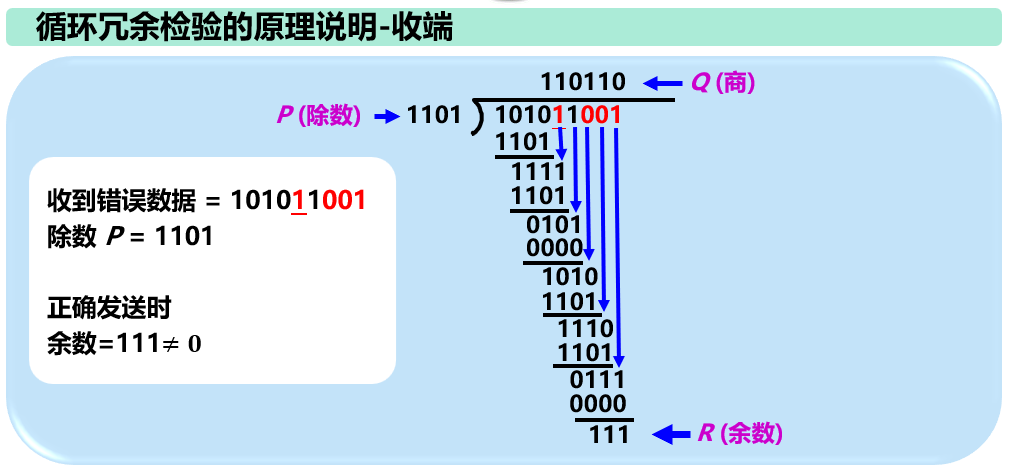 循环冗余检验的原理说明-收端
110110
Q (商)
P (除数)
1101
101011001
1101
1111
1101
0101
0000
1010
1101
1110
1101
0111
0000
111
R (余数)
收到错误数据 = 101011001
除数 P = 1101
正确发送时
余数=111≠ 0